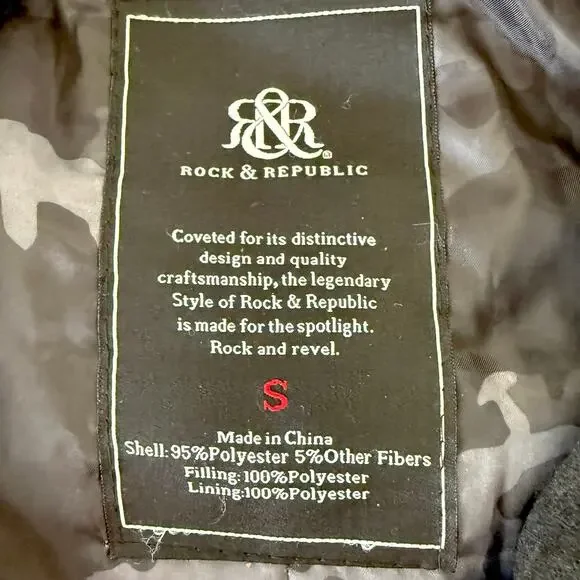 R&R
ROCK & REPUBLIC
Coveted for its distinctive
design and quality
craftsmanship, the legendary
Style of Rock & Republic
is made for the spotlight.
Rock and revel.
S
Made in China
Shell:95%Polyester 5%Other Fibers
Filling:100%Polyester
Lining:100%Polyester